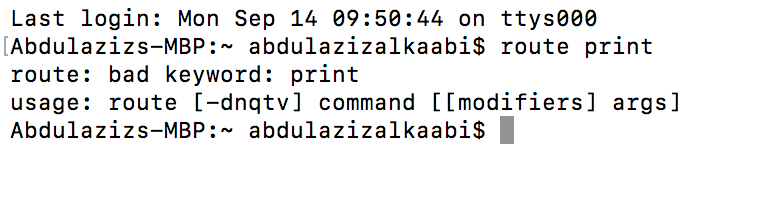 Last login: Mon Sep 14 09:50:44 on ttys000
[Abdulazizs-MBP:~ abdulazizalkaabi$ route print
route: bad keyword: print
usage: route [-dnqtv] command [[modifiers] args]
Abdulazizs-MBP:~ abdulazizalkaabi$